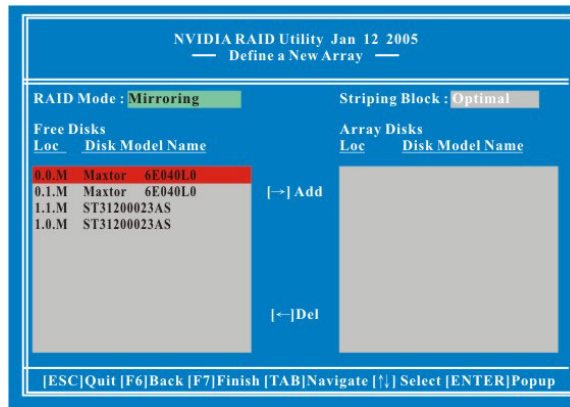 NVIDIA RAID Utility Jan 12 2005
— Define a New Array —
RAID Mode : Mirroring
Striping Block : Optimal
Free Disks
Array Disks
Loc Disk Model Name
Loc Disk Model Name
0.0.M Maxtor 6E040L0
0.1.M Maxtor 6E040L0
1.1.M ST31200023AS
1.0.M ST31200023AS
[→] Add
[←]Del
[ESC]Quit [F6]Back [F7]Finish [TAB]Navigate [↑↓] Select [ENTER]Popup